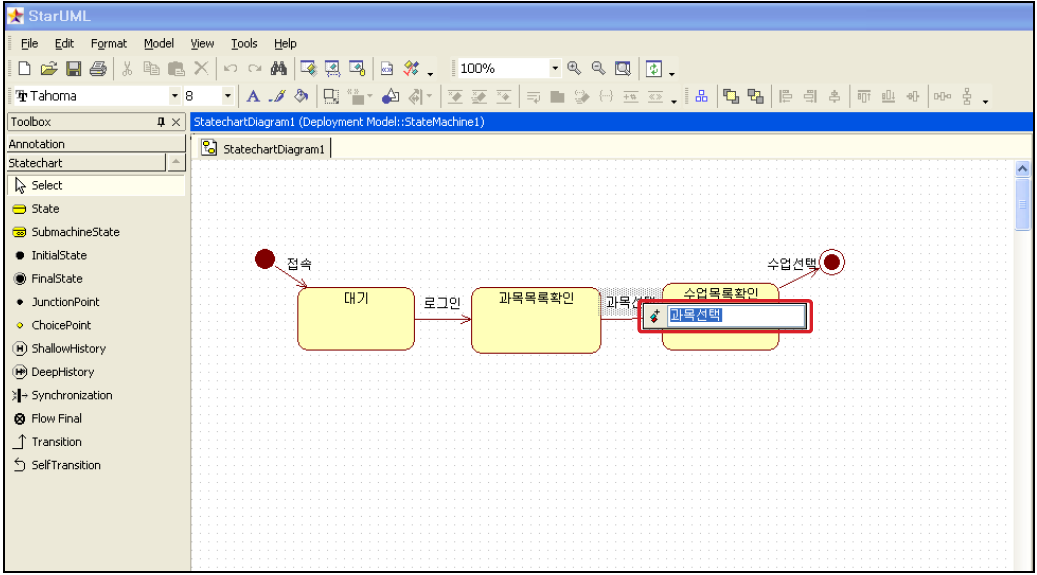 StarUML
File Edit Format Model View Tools Help
100%
Tahoma 8
Toolbox
StatechartDiagram1 (Deployment Model::StateMachine1)
Annotation
StatechartDiagram1
Statechart
Select
State
SubmachineState
InitialState
FinalState
JunctionPoint
ChoicePoint
ShallowHistory
DeepHistory
Synchronization
Flow Final
Transition
SelfTransition
접속
수업선택
대기
로그인
과목목록확인
과목선택
수업목록확인
과목선택